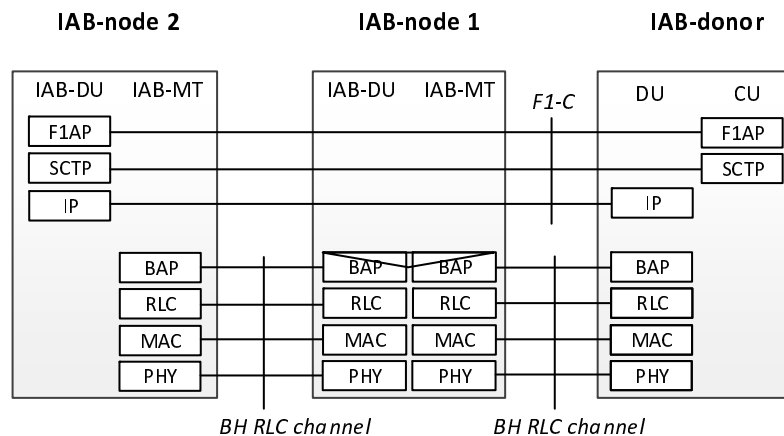 IAB-node 2 IAB-node 1 IAB-donor
IAB-DU IAB-MT IAB-DU IAB-MT F1-C DU CU
F1AP F1AP
SCTP SCTP
IP IP
BAP BAP BAP BAP
RLC RLC RLC RLC
MAC MAC MAC MAC
PHY PHY PHY PHY
BH RLC channel BH RLC channel